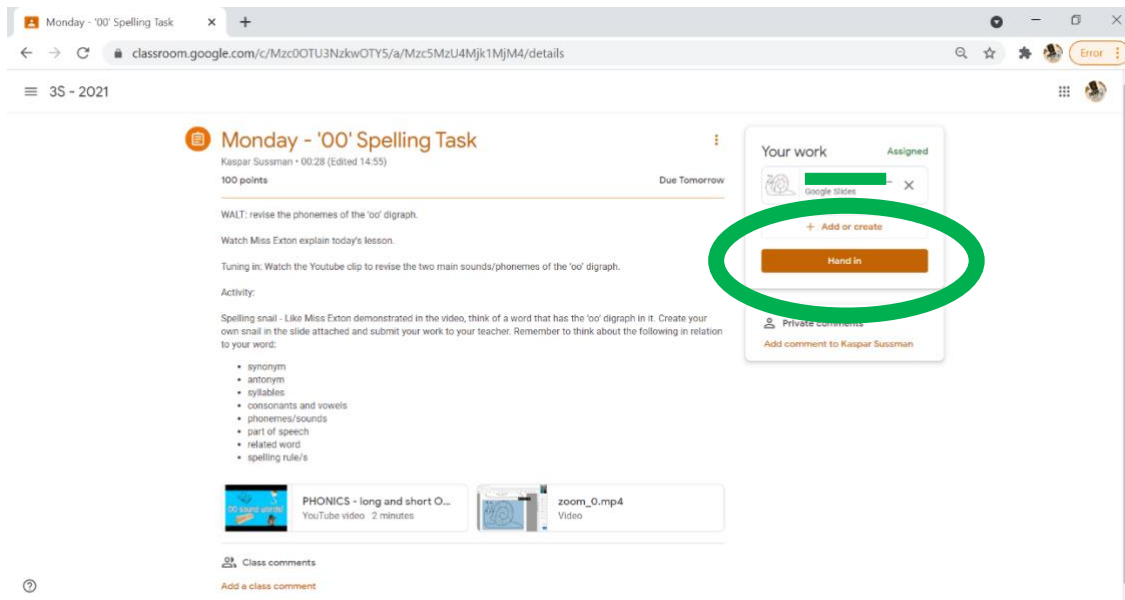 Monday - '00' Spelling Task
classroom.google.com/c/Mzc0OTU3NzkwOTY5/a/Mzc5MzU4Mjk1MjM4/details
Error
3S - 2021
Monday - '00' Spelling Task
Kaspar Sussman • 00:28 (Edited 14:55)
100 points
Due Tomorrow
WALT: revise the phonemes of the 'oo' digraph.
Watch Miss Exton explain today's lesson.
Tuning in: Watch the Youtube clip to revise the two main sounds/phonemes of the 'oo' digraph.
Activity:
Spelling snail - Like Miss Exton demonstrated in the video, think of a word that has the 'oo' digraph in it. Create your
own snail in the slide attached and submit your work to your teacher. Remember to think about the following in relation
to your word:
• synonym
• antonym
• syllables
• consonants and vowels
• phonemes/sounds
• part of speech
• related word
• spelling rule/s
00 sound words!
PHONICS - long and short O...
YouTube video 2 minutes
zoom_0.mp4
Video
Class comments
Add a class comment
Your work
Assigned
Google Slides
+ Add or create
Hand in
Private comments
Add comment to Kaspar Sussman